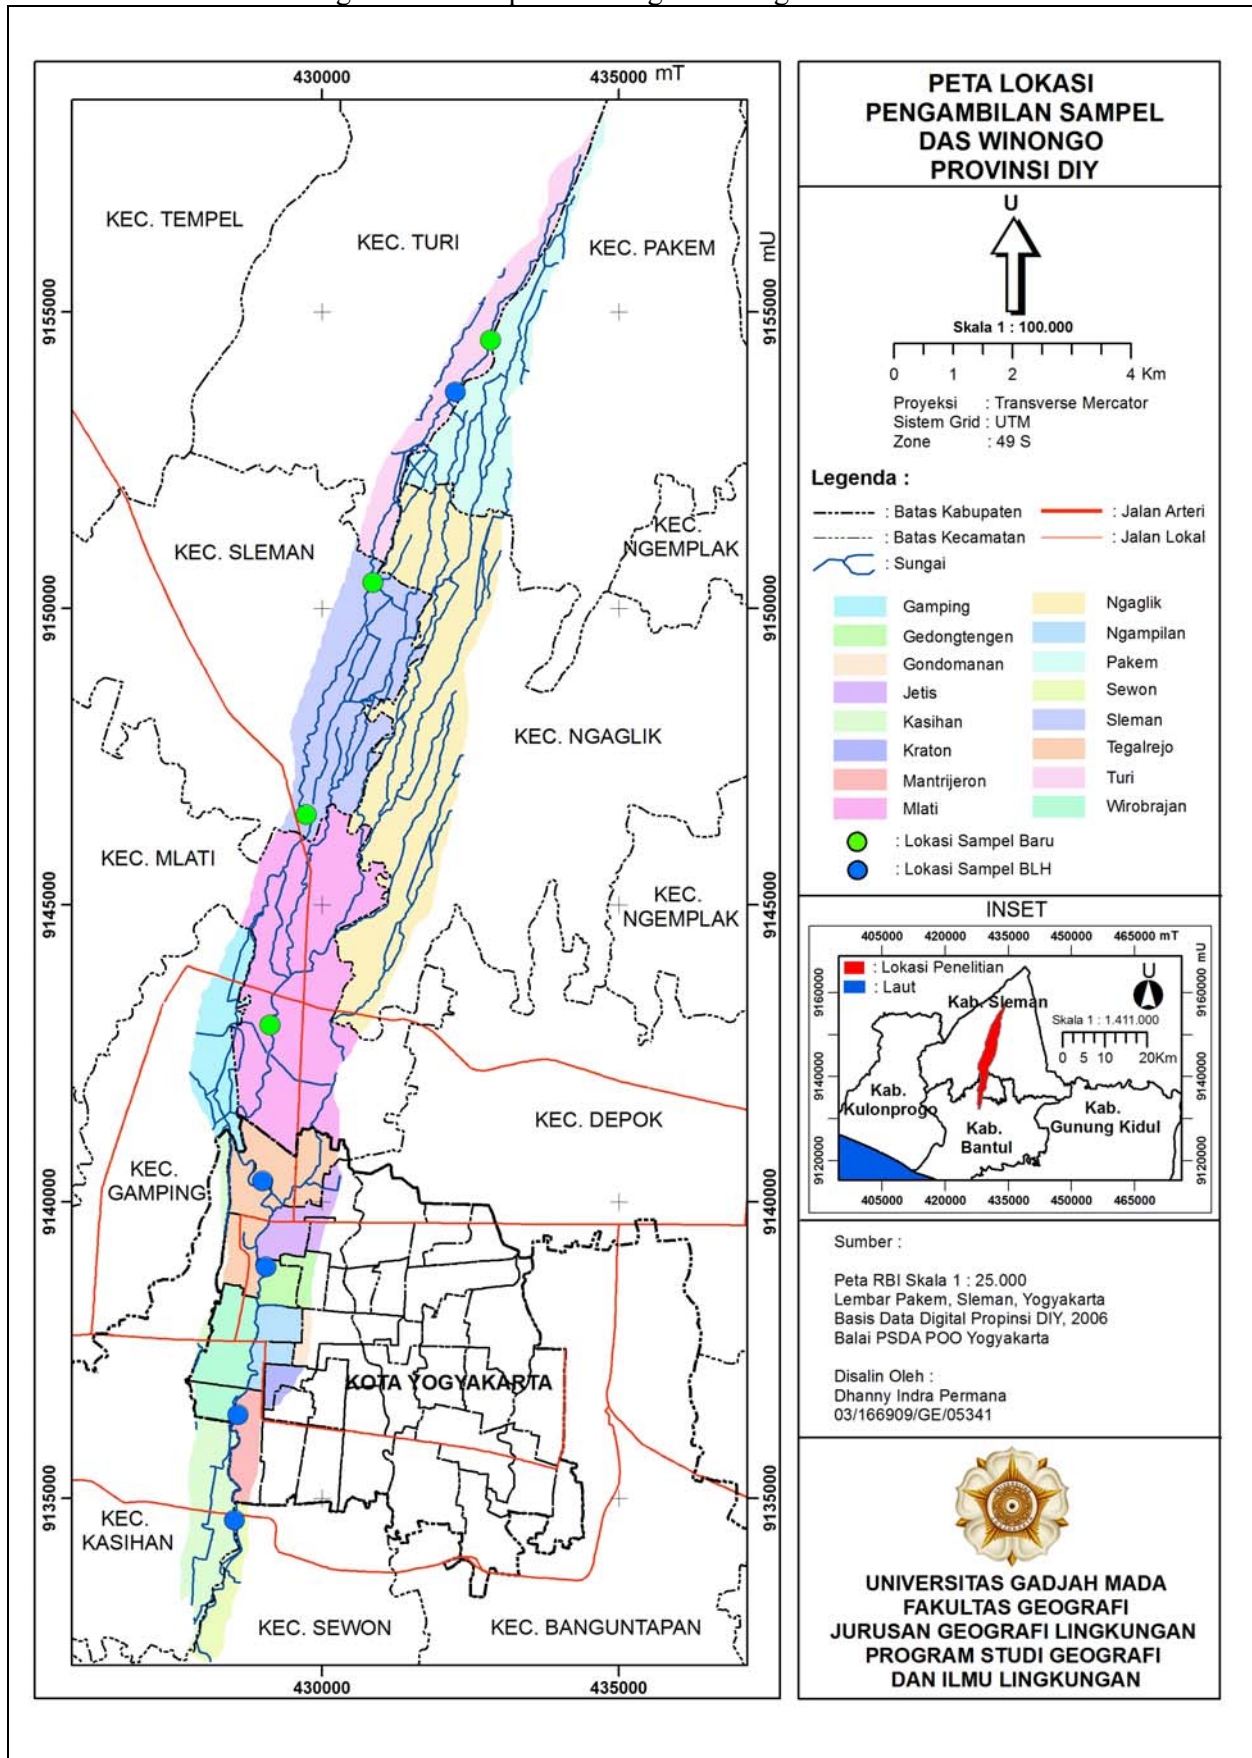 430000
435000 mT
mU
9155000
9150000
9145000
9140000
9135000
9155000
9150000
9145000
9140000
9135000
KEC. TEMPEL
KEC. TURI
KEC. PAKEM
KEC. SLEMAN
KEC.
NGEMPLAK
KEC. NGAGLIK
KEC. MLATI
KEC.
NGEMPLAK
KEC. DEPOK
KEC.
GAMPING
KOTA YOGYAKARTA
KEC.
KASIHAN
KEC. SEWON
KEC. BANGUNTAPAN
430000
435000
PETA LOKASI
PENGAMBILAN SAMPEL
DAS WINONGO
PROVINSI DIY
U
Skala 1 : 100.000
0 1 2 4 Km
Proyeksi : Transverse Mercator
Sistem Grid : UTM
Zone : 49 S
Legenda :
: Batas Kabupaten
: Jalan Arteri
: Batas Kecamatan
: Jalan Lokal
: Sungai
Gamping
Gedongtengen
Gondomanan
Jetis
Kasihan
Kraton
Mantrijeron
Mlati
Ngaglik
Ngampilan
Pakem
Sewon
Sleman
Tegalrejo
Turi
Wirobrajan
: Lokasi Sampel Baru
: Lokasi Sampel BLH
INSET
405000 420000 435000 450000 465000 mT
mU
9160000
9140000
9120000
9160000
9140000
9120000
: Lokasi Penelitian
: Laut
U
Kab. Sleman
Skala 1 : 1.411.000
0 5 10 20Km
Kab.
Kulonprogo
Kab.
Bantul
Kab.
Gunung Kidul
405000 420000 435000 450000 465000
Sumber :
Peta RBI Skala 1 : 25.000
Lembar Pakem, Sleman, Yogyakarta
Basis Data Digital Propinsi DIY, 2006
Balai PSDA POO Yogyakarta
Disalin Oleh :
Dhanny Indra Permana
03/166909/GE/05341
UNIVERSITAS GADJAH MADA
FAKULTAS GEOGRAFI
JURUSAN GEOGRAFI LINGKUNGAN
PROGRAM STUDI GEOGRAFI
DAN ILMU LINGKUNGAN